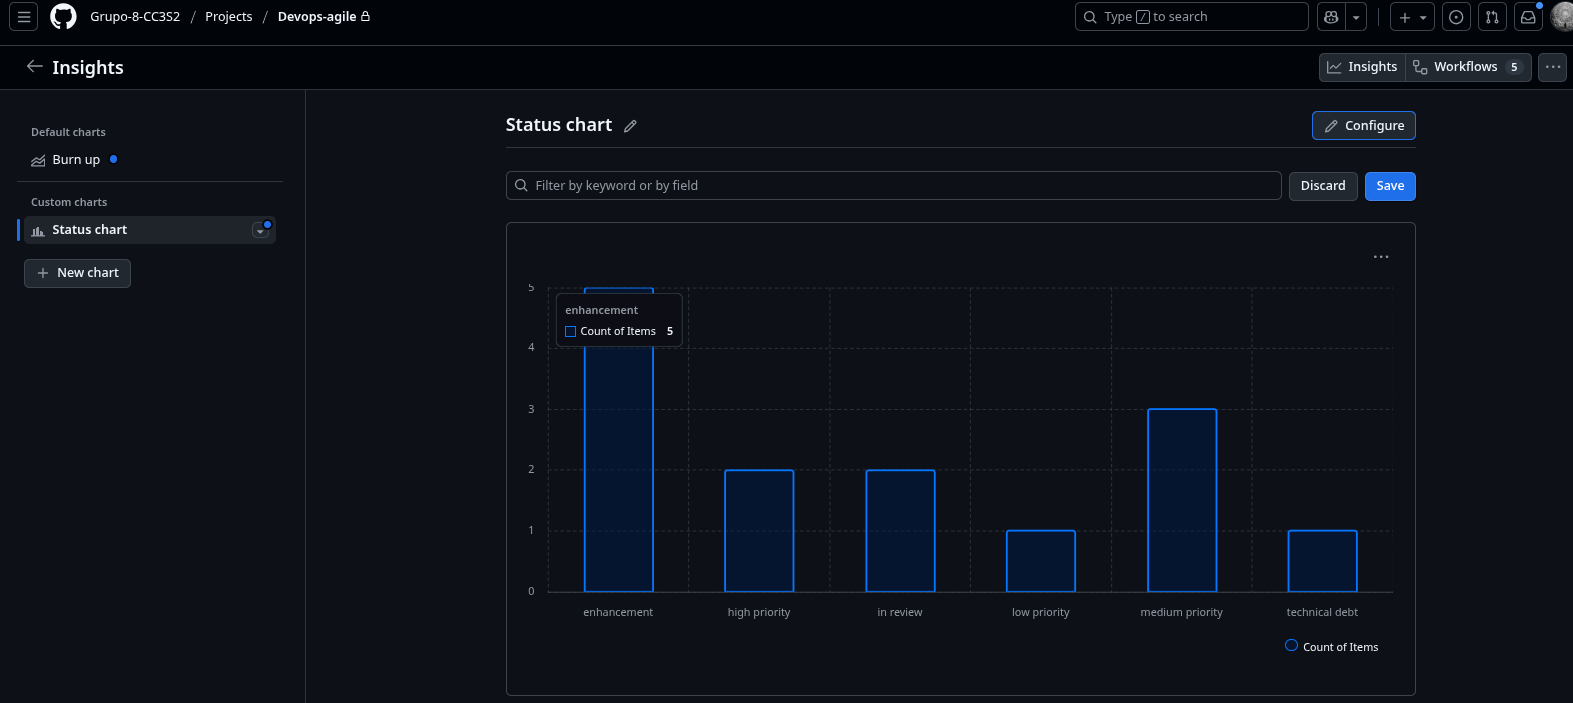 Grupo-8-CC3S2 / Projects / Devops-agile
Type / to search
Insights
Insights
Workflows 5
Default charts
Burn up
Custom charts
Status chart
New chart
Status chart
Configure
Filter by keyword or by field
Discard
Save
5
4
3
2
1
0
enhancement
Count of Items 5
enhancement
high priority
in review
low priority
medium priority
technical debt
Count of Items